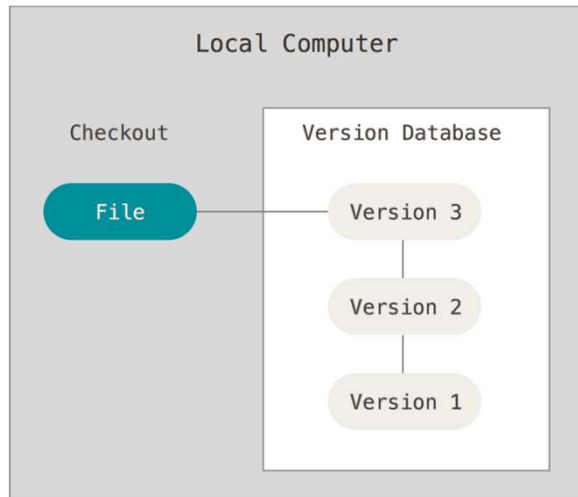 Local Computer
Checkout
Version Database
File
Version 3
Version 2
Version 1